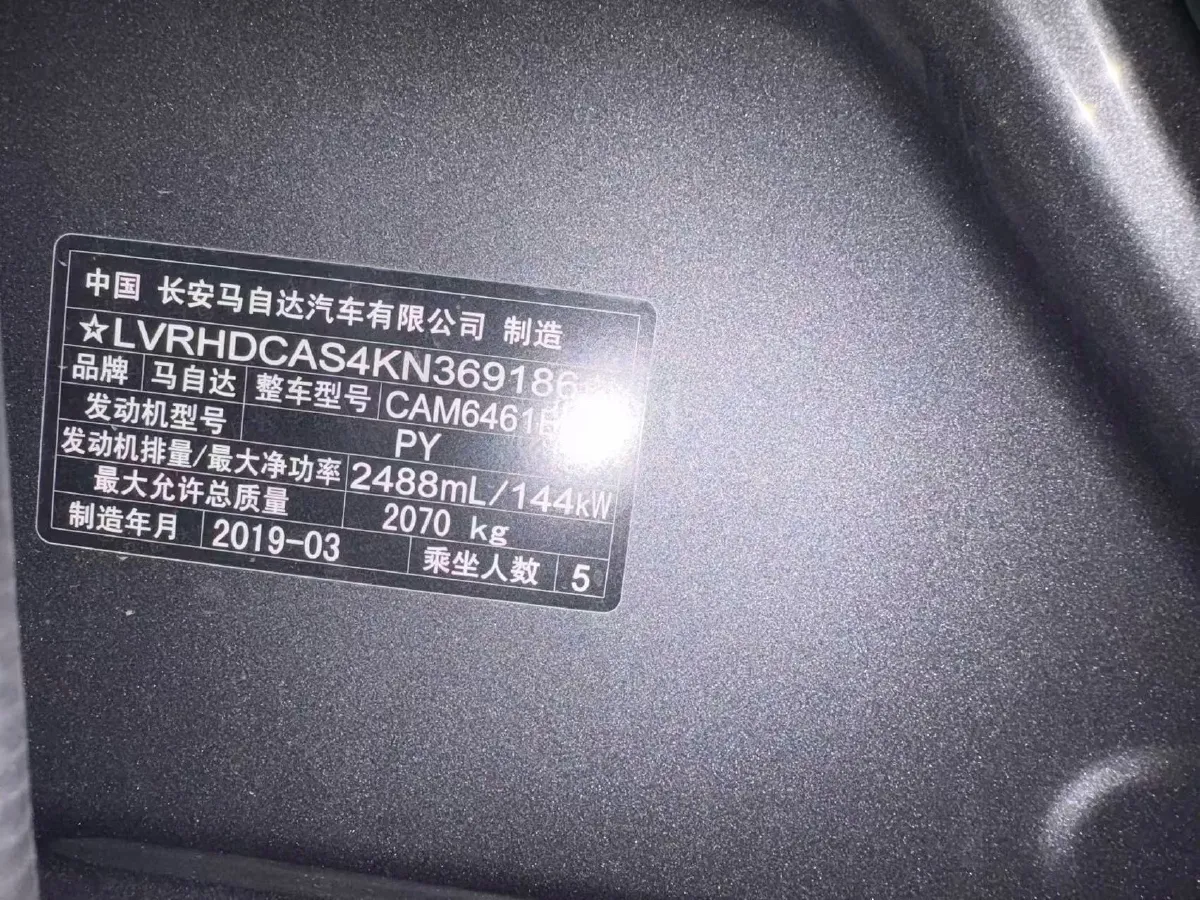 中国 长安马自达汽车有限公司 制造
☆LVRHDCAS4KN369186
品牌 马自达 整车型号 CAM6461
发动机型号 PY
发动机排量/最大净功率 2488mL/144kW
最大允许总质量 2070 kg
制造年月 2019-03 乘坐人数 5